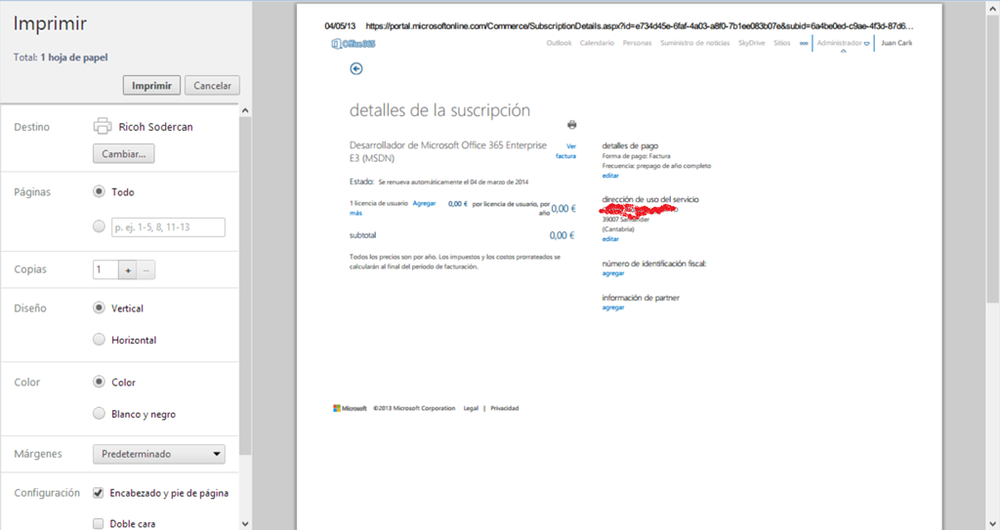 Imprimir
Total: 1 hoja de papel
Imprimir
Cancelar
Destino
Ricoh Sodercan
Cambiar...
Páginas
Todo
p. ej. 1-5, 8, 11-13
Copias
1
+
–
Diseño
Vertical
Horizontal
Color
Color
Blanco y negro
Márgenes
Predeterminado
Configuración
Encabezado y pie de página
Doble cara
04/05/13 https://portal.microsoftonline.com/Commerce/SubscriptionDetails.aspx?id=e734d45e-6faf-4a03-a8f0-7b1ee083b07e&subid=6a4be0ed-c9ae-4f3d-87d6...
Office 365
Outlook Calendario Personas Suministro de noticias SkyDrive Sitios Administrador Juan Cark
detalles de la suscripción
Desarrollador de Microsoft Office 365 Enterprise
E3 (MSDN)
Ver
factura
Estado: Se renueva automáticamente el 04 de marzo de 2014
1 licencia de usuario Agregar
más
0,00 € por licencia de usuario, por
año
0,00 €
subtotal 0,00 €
Todos los precios son por año. Los impuestos y los costos prorrateados se
calcularán al final del período de facturación.
detalles de pago
Forma de pago: Factura
Frecuencia: prepago de año completo
editar
dirección de uso del servicio
39007 Santander
(Cantabria)
editar
número de identificación fiscal:
agregar
información de partner
agregar
Microsoft ©2013 Microsoft Corporation Legal | Privacidad